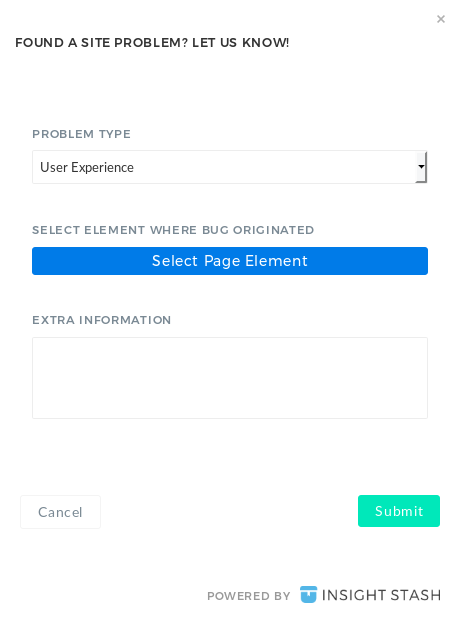 ×
FOUND A SITE PROBLEM? LET US KNOW!
PROBLEM TYPE
User Experience
SELECT ELEMENT WHERE BUG ORIGINATED
Select Page Element
EXTRA INFORMATION
Cancel
Submit
POWERED BY INSIGHT STASH